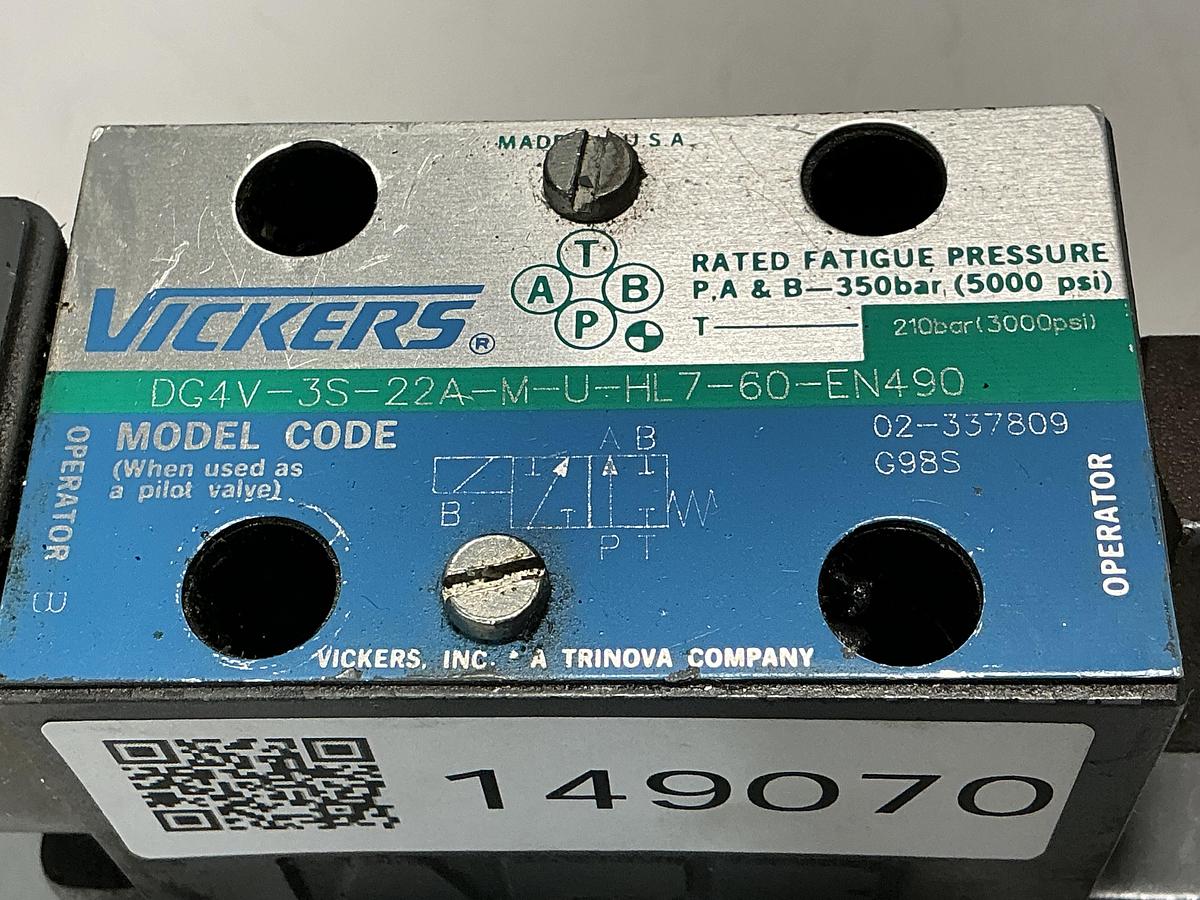 MADE U.S.A.
T
A B
P
VICKERS®
RATED FATIGUE PRESSURE
P,A & B—350bar (5000 psi)
T 210bar(3000psi)
DG4V-3S-22A-M-U-HL7-60-EN490
MODEL CODE
(When used as
a pilot valve)
02-337809
G98S
A B
B
P T
OPERATOR B
OPERATOR
VICKERS, INC. • A TRINOVA COMPANY
149070